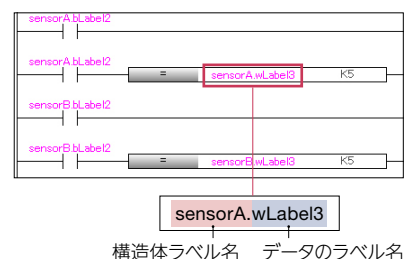 sensorA.bLabel2
sensorA.bLabel2
= sensorA.wLabel3 K5
sensorB.bLabel2
sensorB.bLabel2
= sensorB.wLabel3 K5
sensorA.wLabel3
構造体ラベル名 データのラベル名